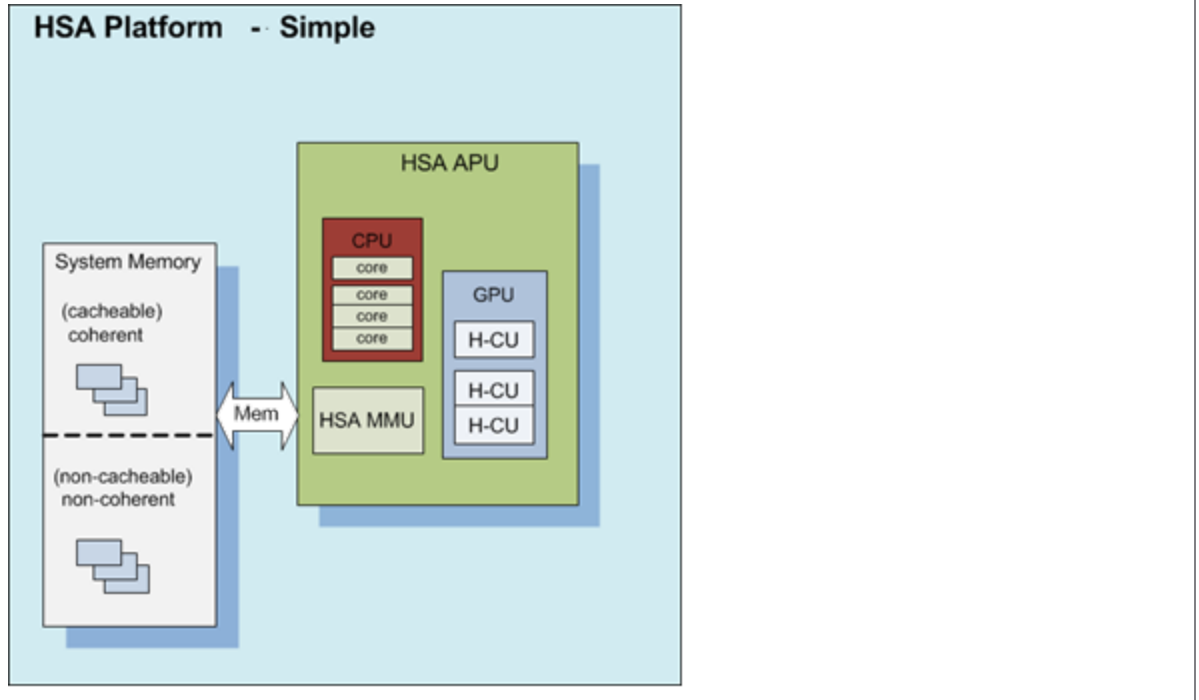 HSA Platform - Simple
HSA APU
CPU
core
core
core
core
GPU
H-CU
H-CU
H-CU
HSA MMU
System Memory
(cacheable)
coherent
Mem
(non-cacheable)
non-coherent